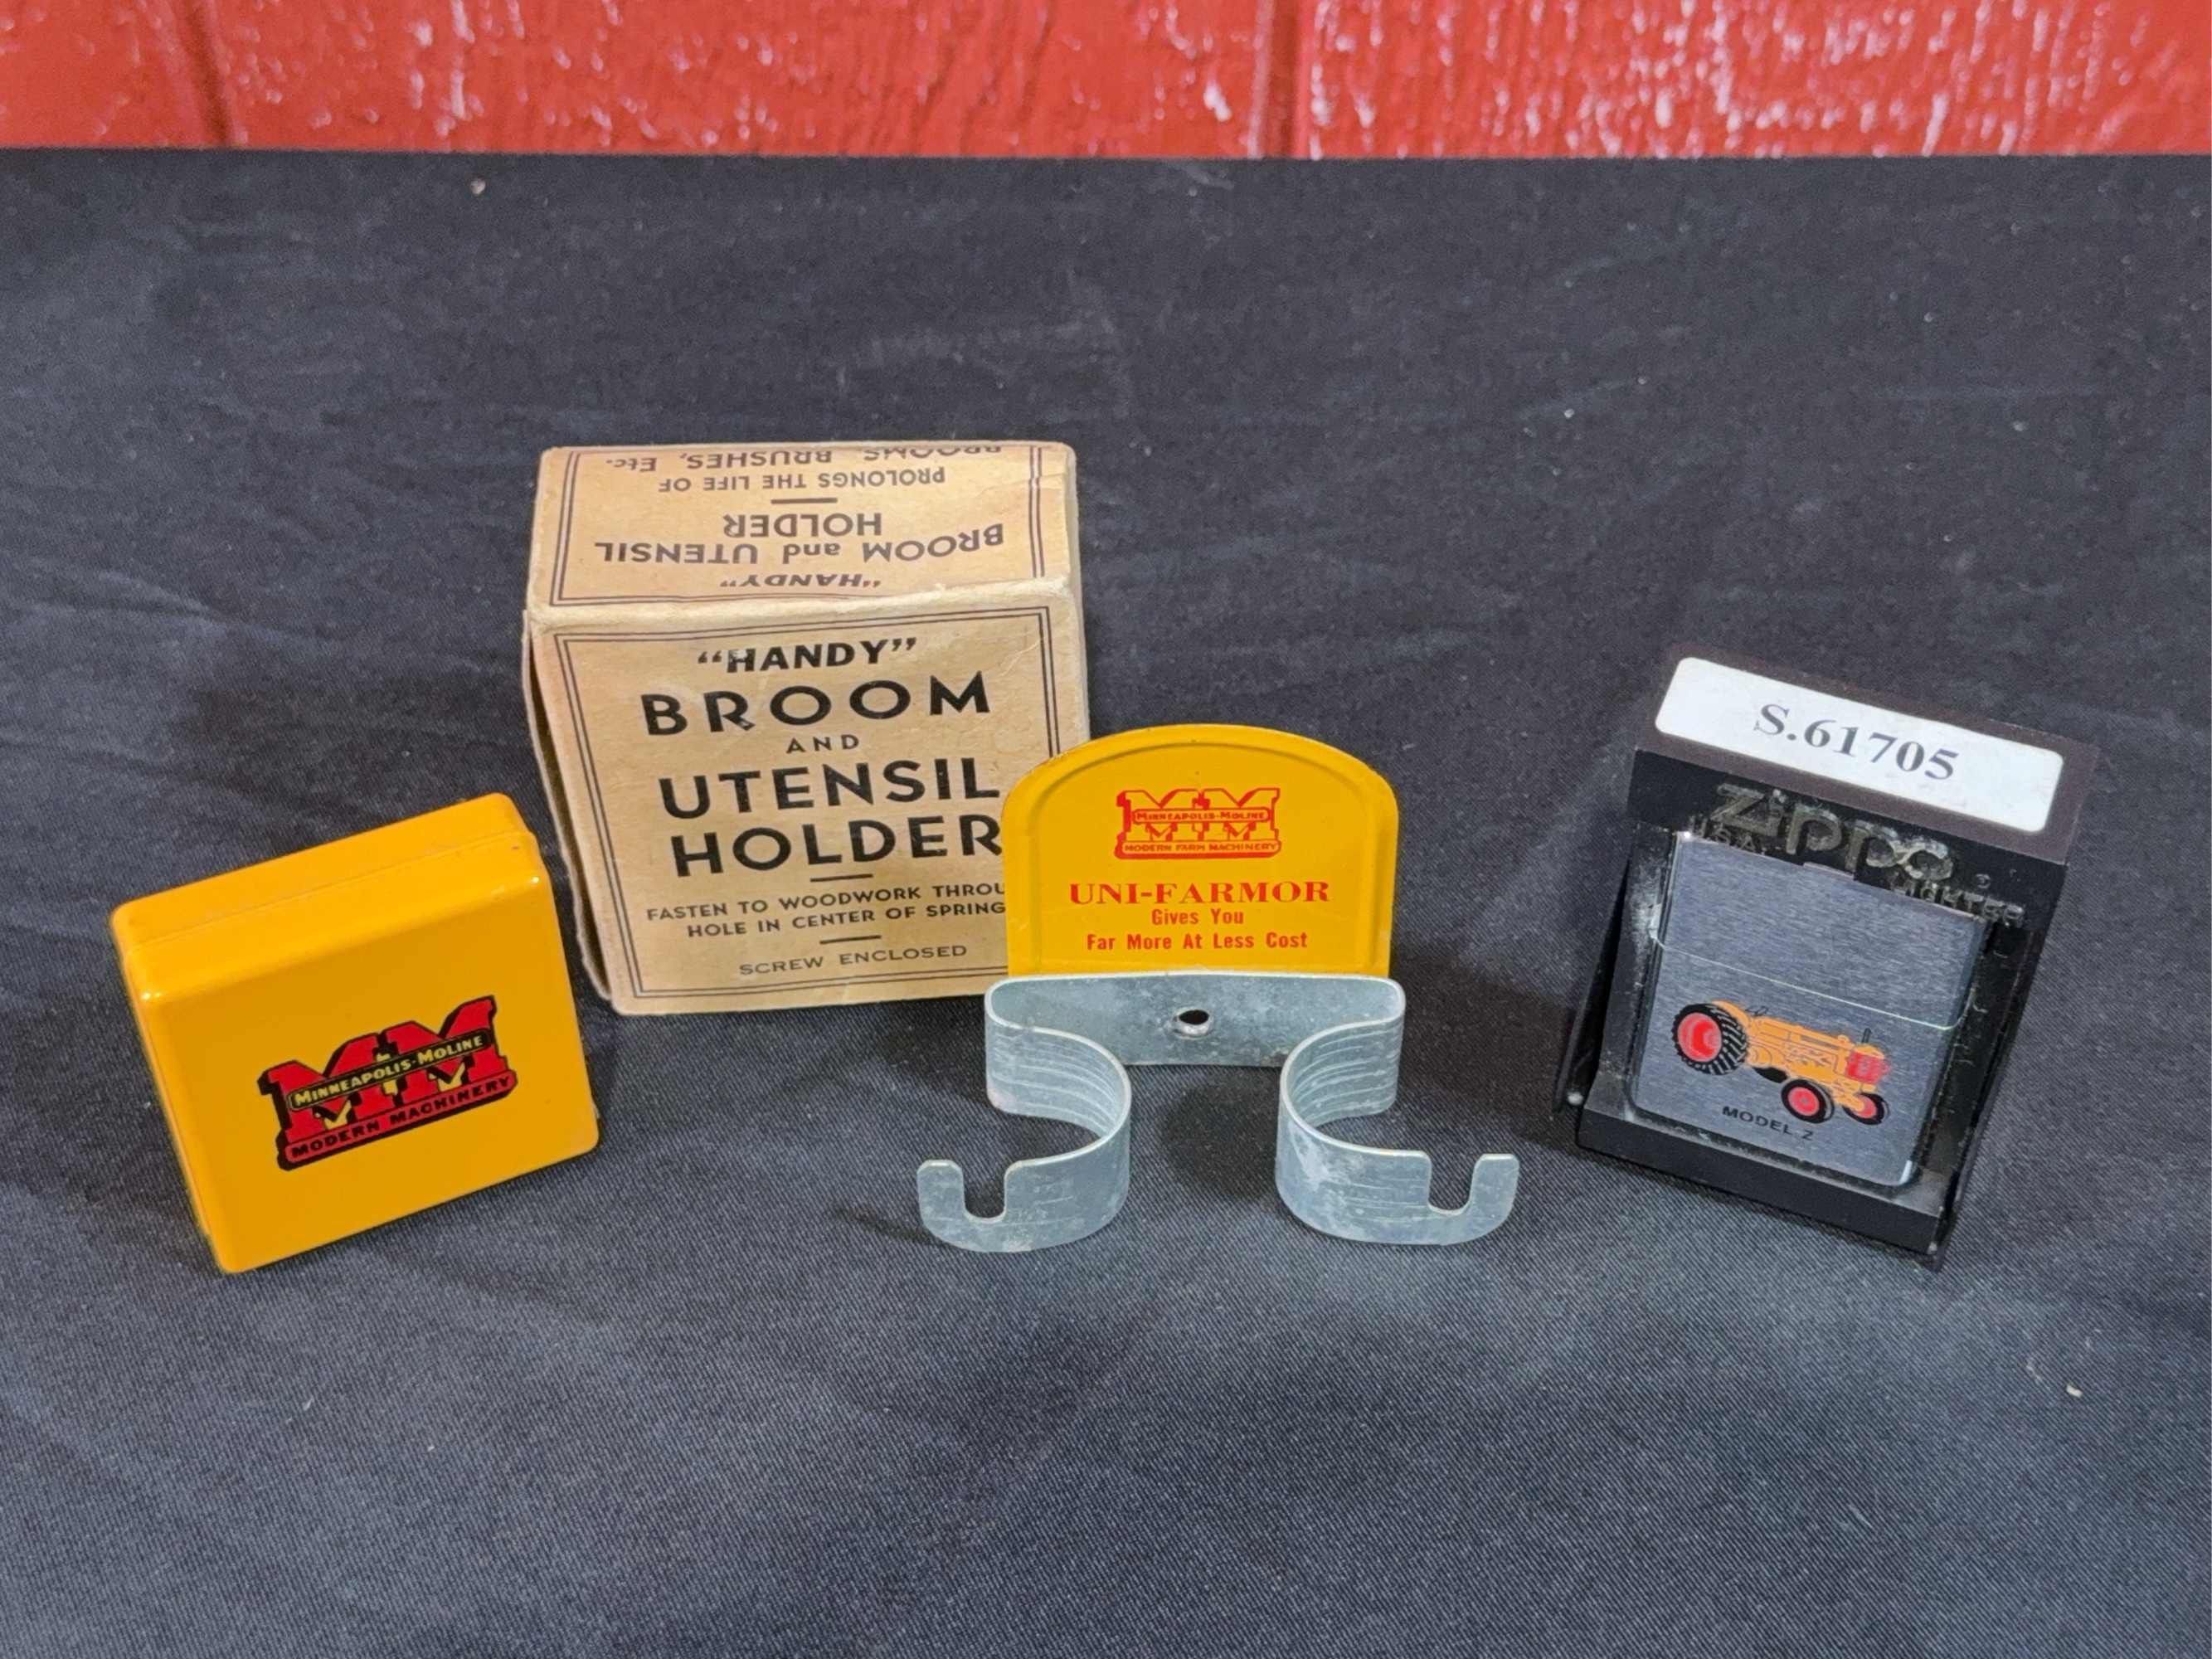 MM
MINNEAPOLIS-MOLINE
MODERN MACHINERY
BROOMS, BRUSHES, Etc.
PROLONGS THE LIFE OF
HOLDER
BROOM and UTENSIL
"HANDY"
"HANDY"
BROOM
AND
UTENSIL
HOLDER
FASTEN TO WOODWORK THROU
HOLE IN CENTER OF SPRING
SCREW ENCLOSED
MM
MINNEAPOLIS-MOLINE
MODERN FARM MACHINERY
UNI-FARMOR
Gives You
Far More At Less Cost
S.61705
Zippo
USA
LIGHTER
MODEL Z